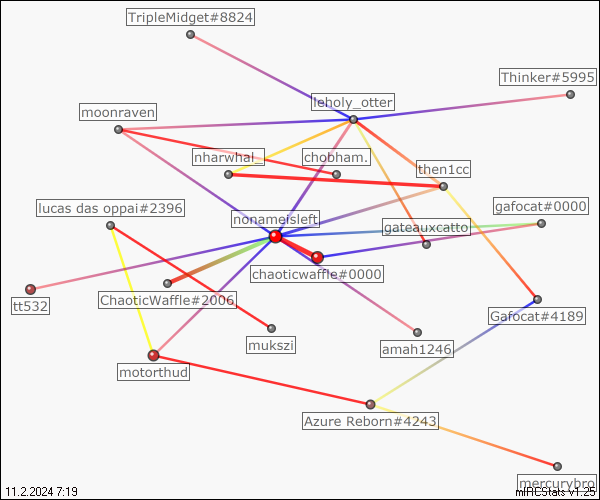 TripleMidget#8824
Thinker#5995
leholy_otter
moonraven
nharwhal_
chobham.
then1cc
lucas das oppai#2396
gafocat#0000
nonameisleft
gateauxcatto
chaoticwaffle#0000
tt532
ChaoticWaffle#2006
Gafocat#4189
mukszi
amah1246
motorthud
Azure Reborn#4243
mercurybro
11.2.2024 7:19
mIRCStats v1.25